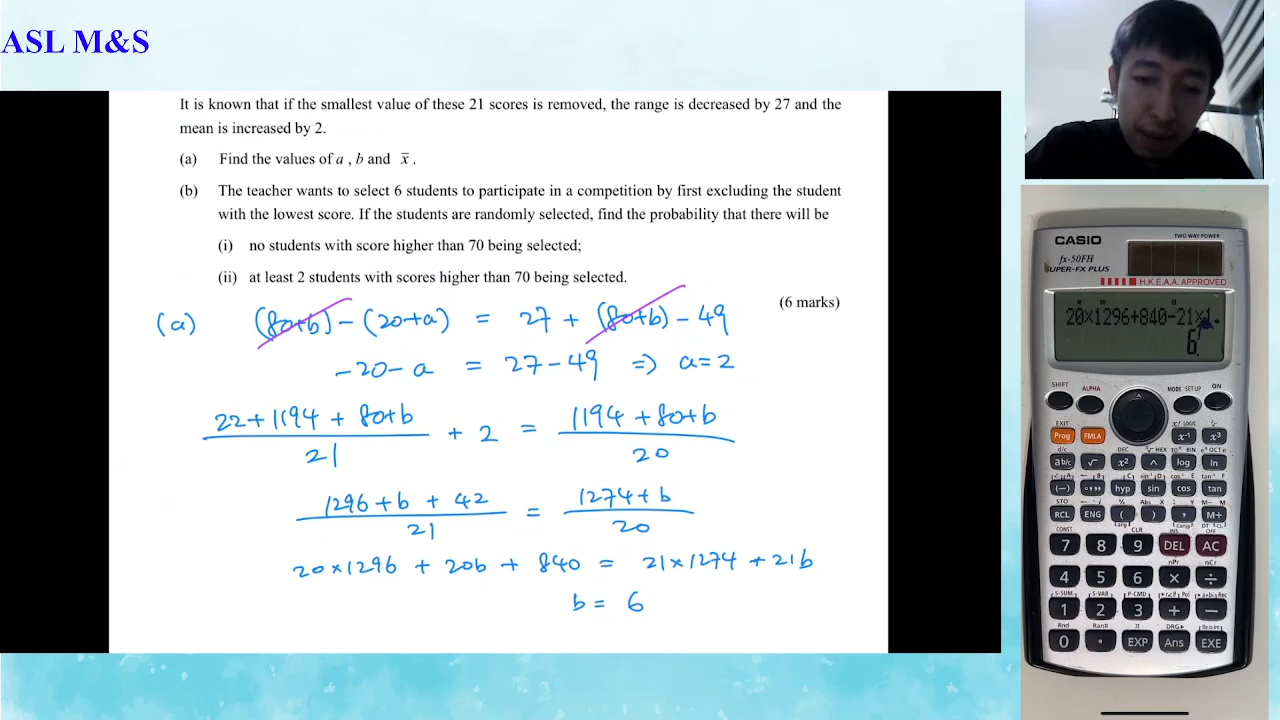 ASL M&S
It is known that if the smallest value of these 21 scores is removed, the range is decreased by 27 and the
mean is increased by 2.
(a) Find the values of a , b and x̄ .
(b) The teacher wants to select 6 students to participate in a competition by first excluding the student
with the lowest score. If the students are randomly selected, find the probability that there will be
(i) no students with score higher than 70 being selected;
(ii) at least 2 students with scores higher than 70 being selected.
(6 marks)
(a) (80+b) - (20+a) = 27 + (80+b) - 49
-20-a = 27-49 => a=2
(22+1194+80+b)/21 + 2 = (1194+80+b)/20
(1296+b+42)/21 = (1274+b)/20
20×1296 + 20b + 840 = 21×1274 + 21b
b = 6
CASIO
TWO WAY POWER
fx-50FH
SUPER-FX PLUS
H.K.E.A.A. APPROVED
20×1296+840-21×1
6
SHIFT ALPHA MODE SETUP ON
EXIT
Prog FMLA x⁻¹ x³
ab/c √ x² ^ log ln
(-) hyp sin cos tan
RCL ENG ( ) , M+
7 8 9 DEL AC
4 5 6 × ÷
1 2 3 + −
0 . EXP Ans EXE